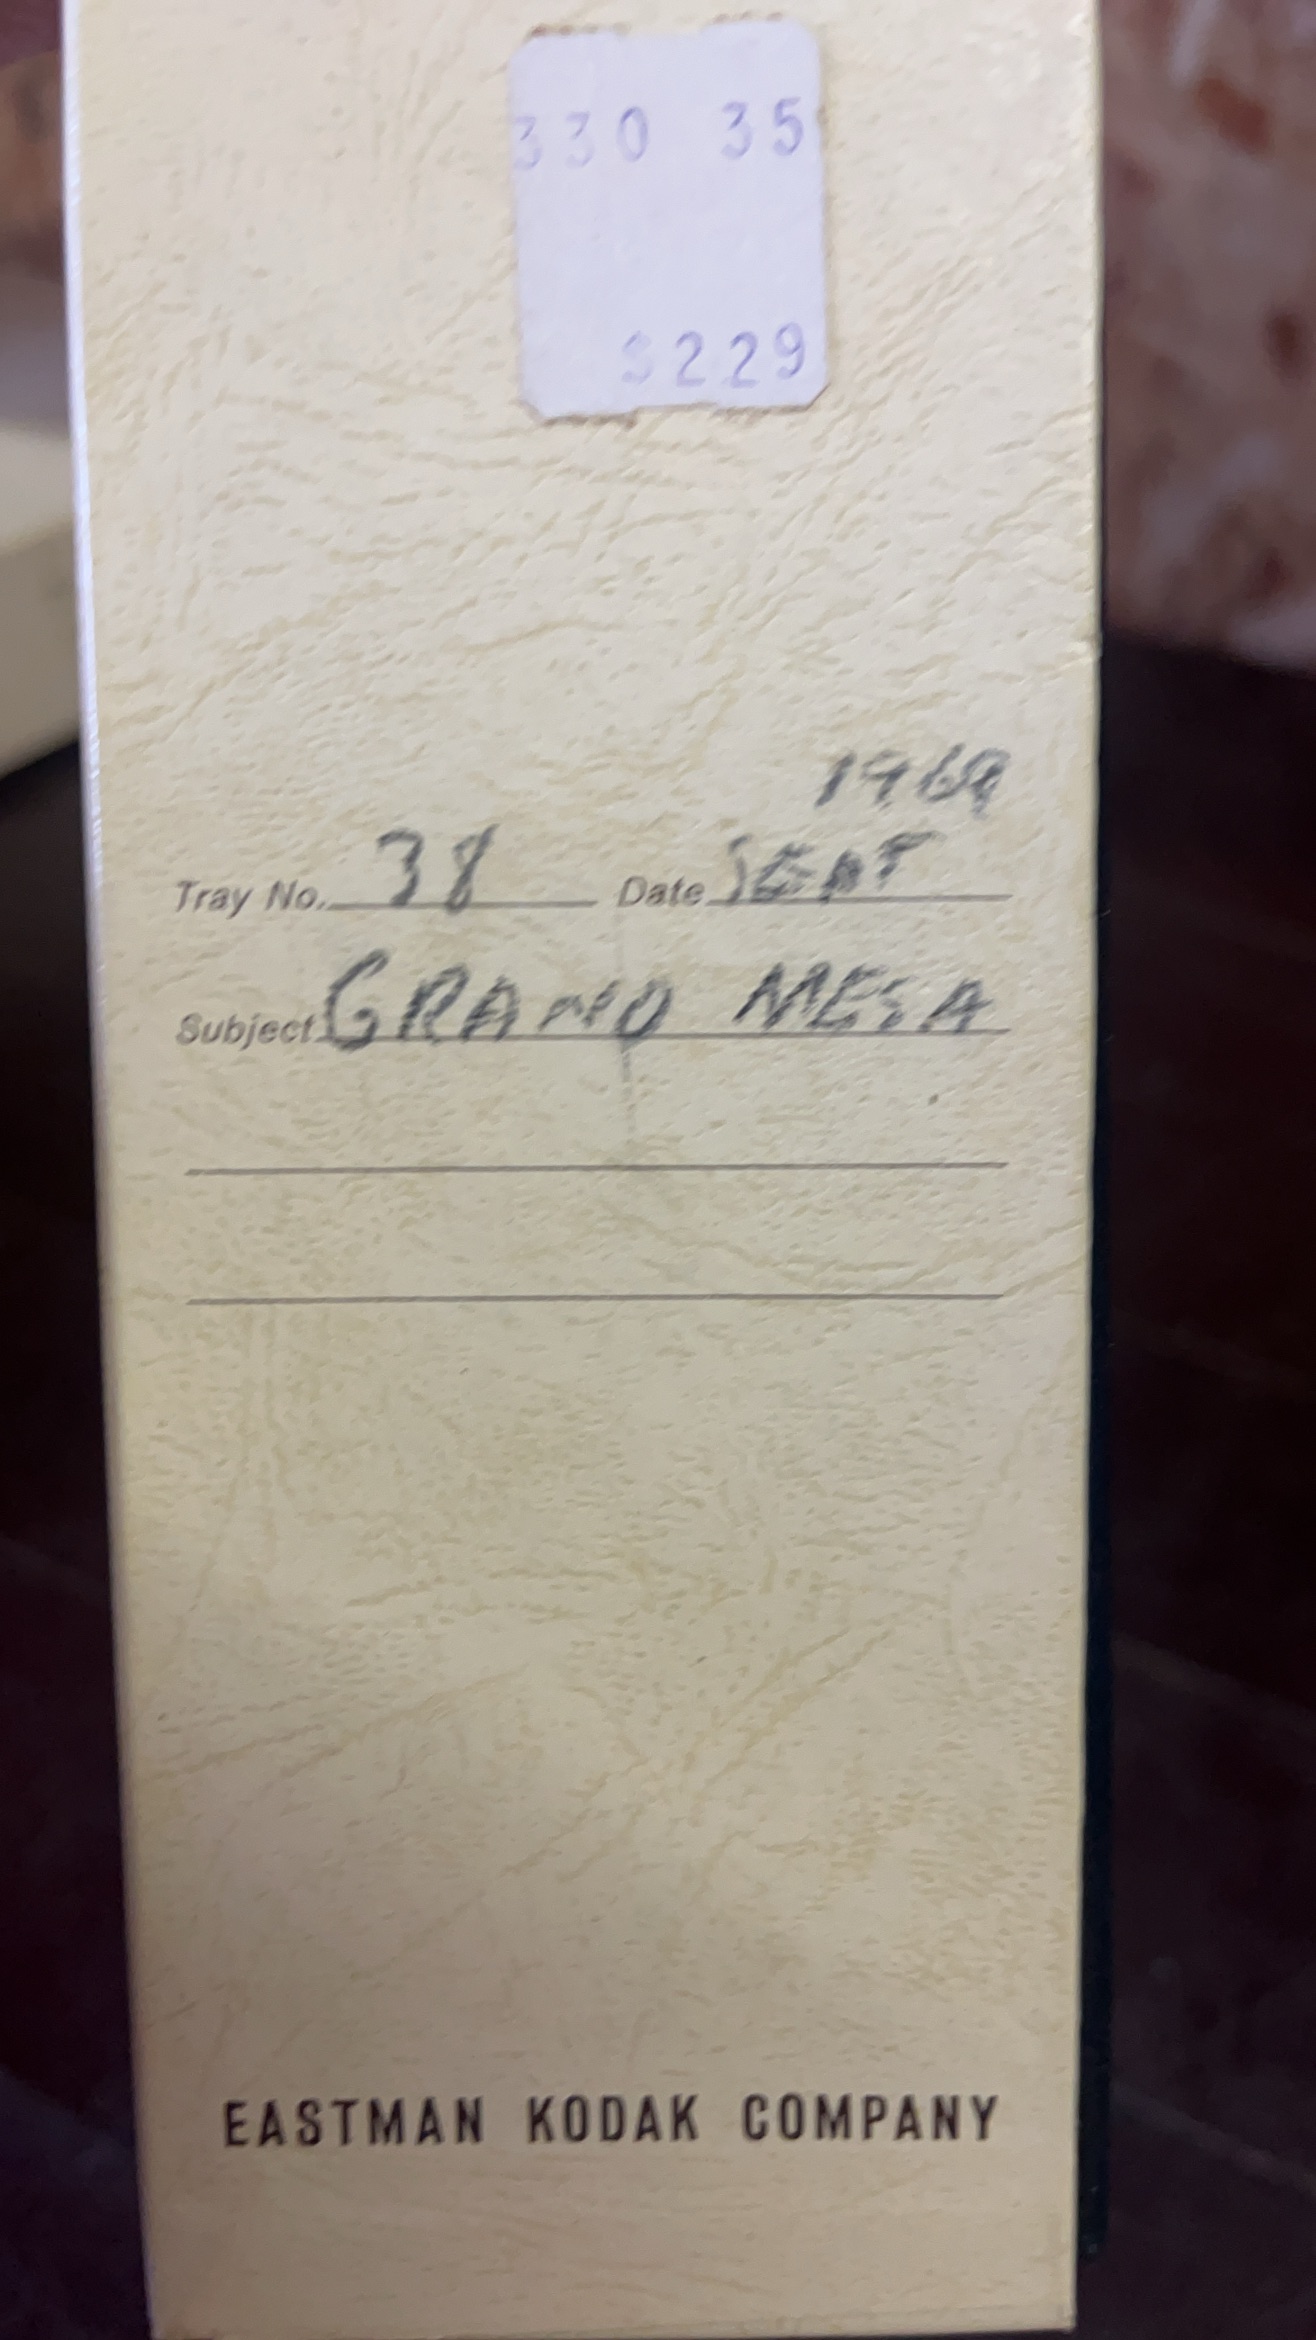 330 35
$229
1969
Tray No. 38 Date SEPT
Subject GRAND MESA
EASTMAN KODAK COMPANY